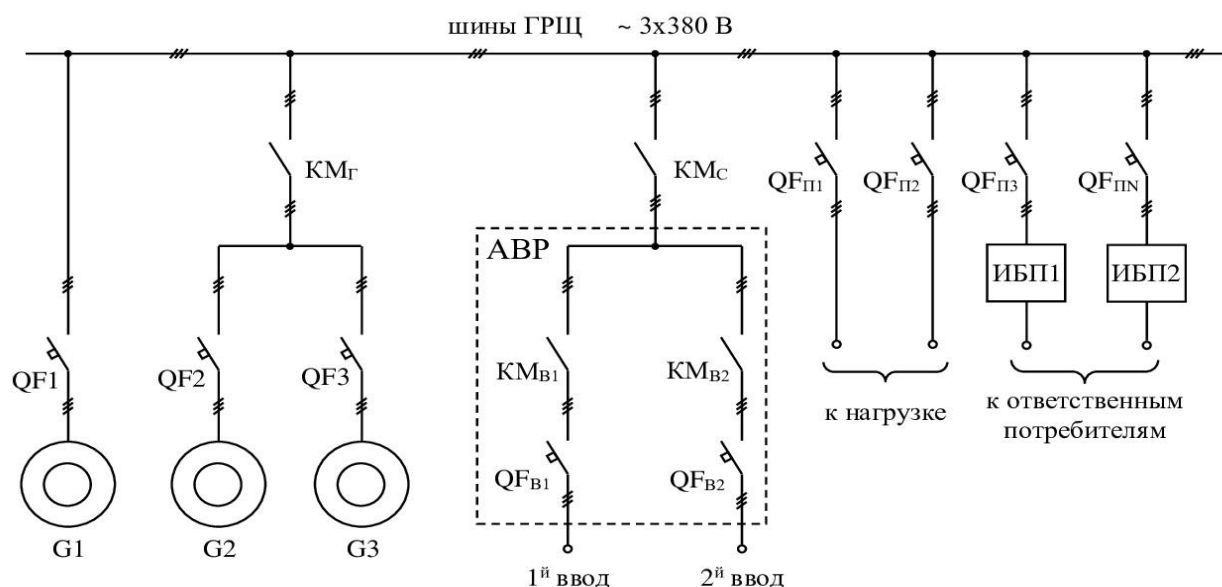 шины ГРЩ ~ 3х380 В
КМГ
КМС
QFП1
QFП2
QFП3
QFПN
АВР
ИБП1
ИБП2
QF1
QF2
QF3
КМВ1
КМВ2
к нагрузке
к ответственным
потребителям
QFВ1
QFВ2
G1
G2
G3
1й ввод
2й ввод